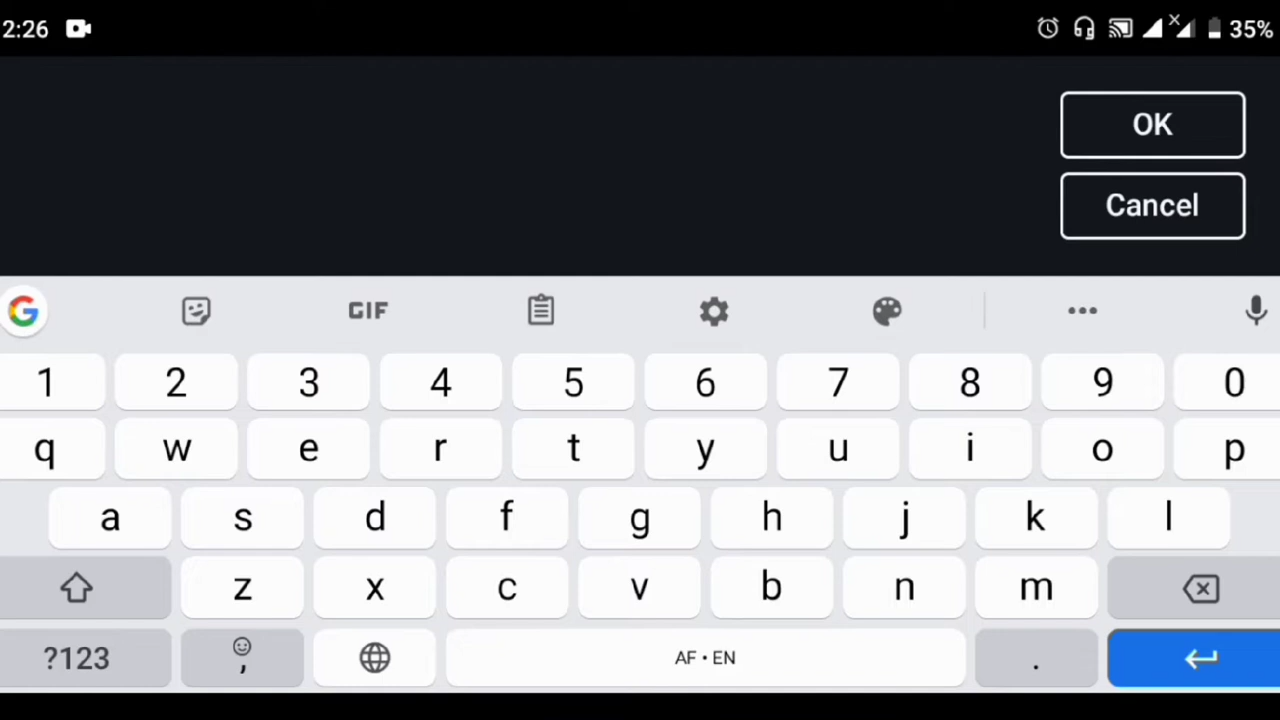 2:26 35%
OK
Cancel
GIF
1 2 3 4 5 6 7 8 9 0
q w e r t y u i o p
a s d f g h j k l
z x c v b n m
?123 , AF • EN .